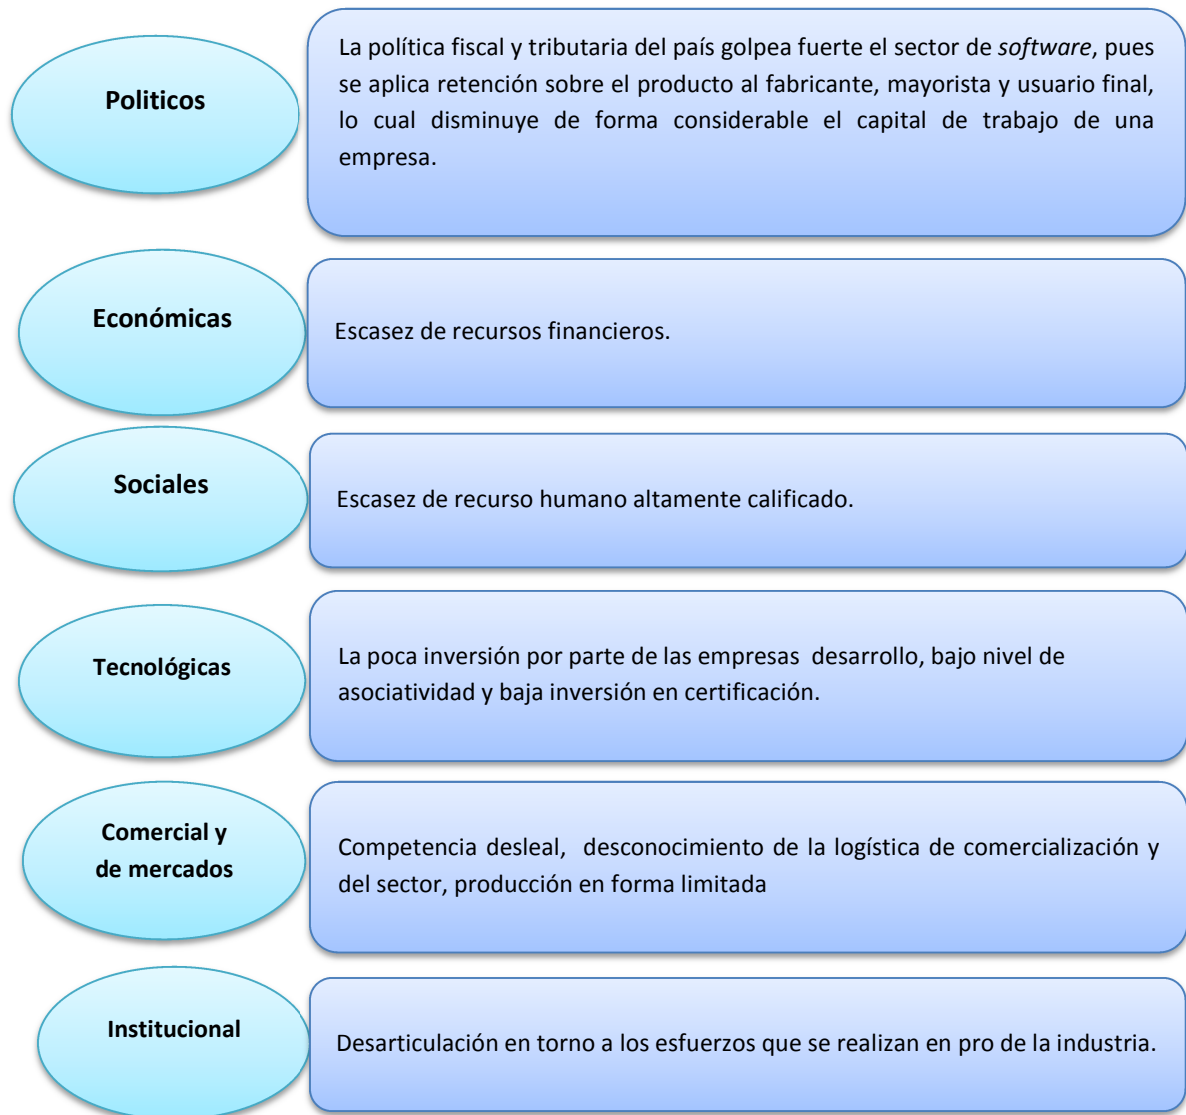 Politicos
La política fiscal y tributaria del país golpea fuerte el sector de software, pues
se aplica retención sobre el producto al fabricante, mayorista y usuario final,
lo cual disminuye de forma considerable el capital de trabajo de una
empresa.
Económicas
Escasez de recursos financieros.
Sociales
Escasez de recurso humano altamente calificado.
Tecnológicas
La poca inversión por parte de las empresas  desarrollo, bajo nivel de
asociatividad y baja inversión en certificación.
Comercial y
de mercados
Competencia desleal,  desconocimiento de la logística de comercialización y
del sector, producción en forma limitada
Institucional
Desarticulación en torno a los esfuerzos que se realizan en pro de la industria.